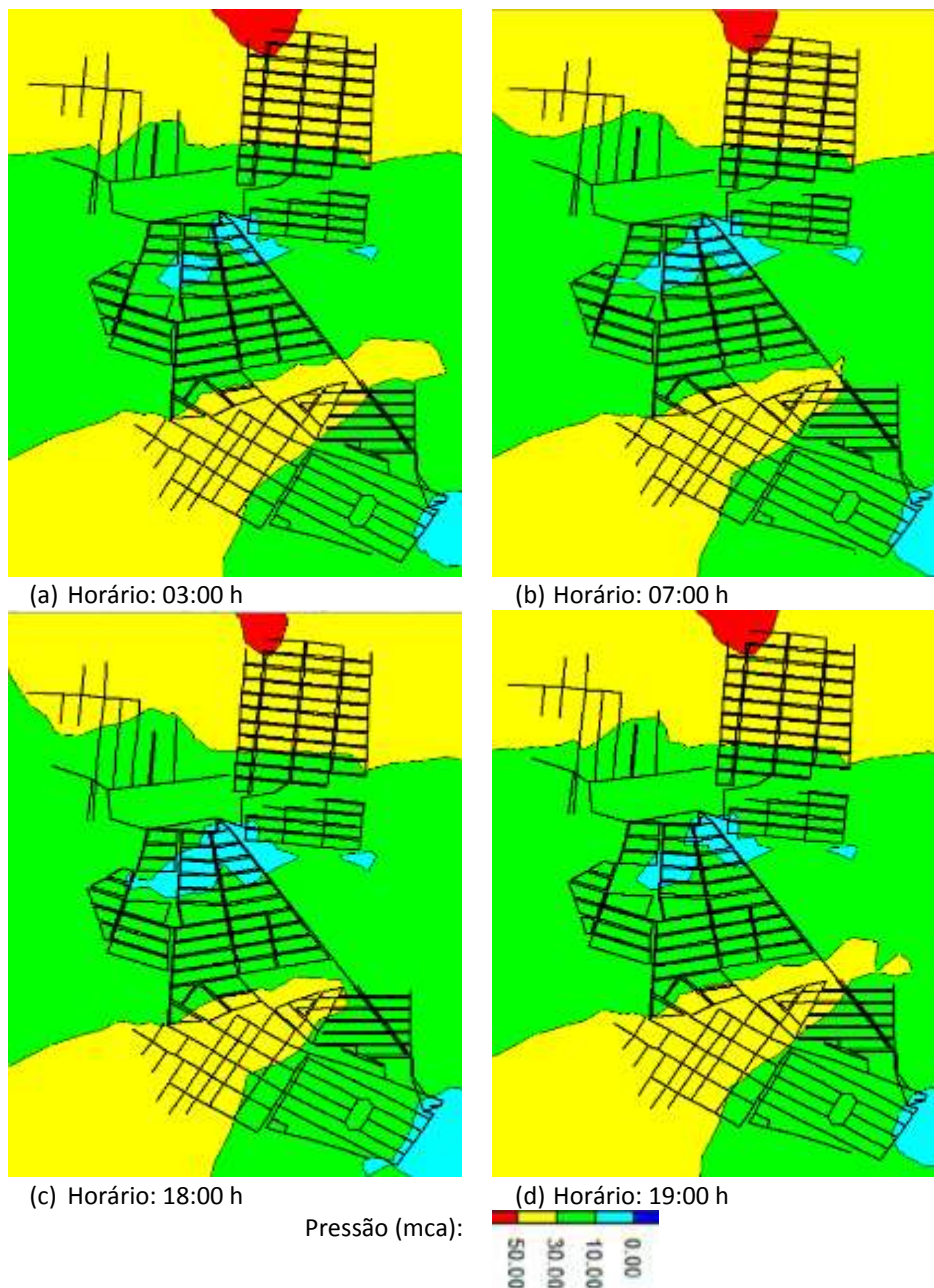 (a) Horário: 03:00 h
(b) Horário: 07:00 h
(c) Horário: 18:00 h
(d) Horário: 19:00 h
Pressão (mca):
50.00
30.00
10.00
0.00